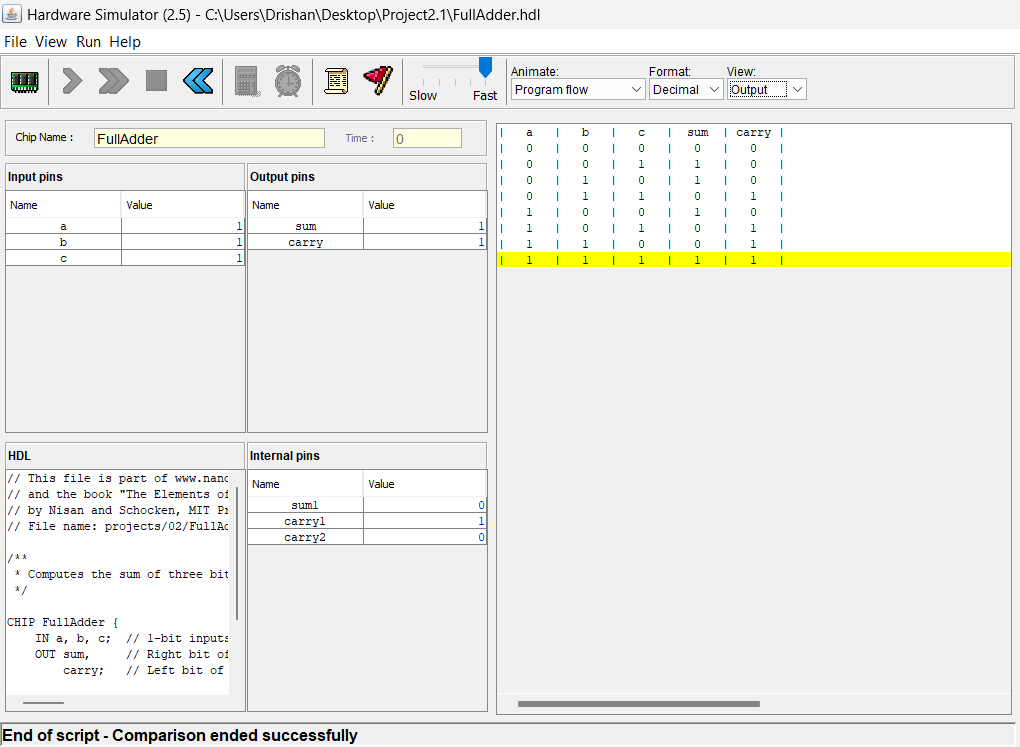 Hardware Simulator (2.5) - C:\Users\Drishan\Desktop\Project2.1\FullAdder.hdl
File View Run Help
Slow Fast
Animate: Format: View:
Program flow Decimal Output
Chip Name : FullAdder Time : 0
Input pins
Name Value
a 1
b 1
c 1
Output pins
Name Value
sum 1
carry 1
HDL
// This file is part of www.nand
// and the book "The Elements of
// by Nisan and Schocken, MIT Pr
// File name: projects/02/FullAd
/**
* Computes the sum of three bit
*/
CHIP FullAdder {
IN a, b, c; // 1-bit inputs
OUT sum, // Right bit of
carry; // Left bit of
Internal pins
Name Value
sum1 0
carry1 1
carry2 0
| a | b | c | sum | carry |
| 0 | 0 | 0 | 0 | 0 |
| 0 | 0 | 1 | 1 | 0 |
| 0 | 1 | 0 | 1 | 0 |
| 0 | 1 | 1 | 0 | 1 |
| 1 | 0 | 0 | 1 | 0 |
| 1 | 0 | 1 | 0 | 1 |
| 1 | 1 | 0 | 0 | 1 |
| 1 | 1 | 1 | 1 | 1 |
End of script - Comparison ended successfully